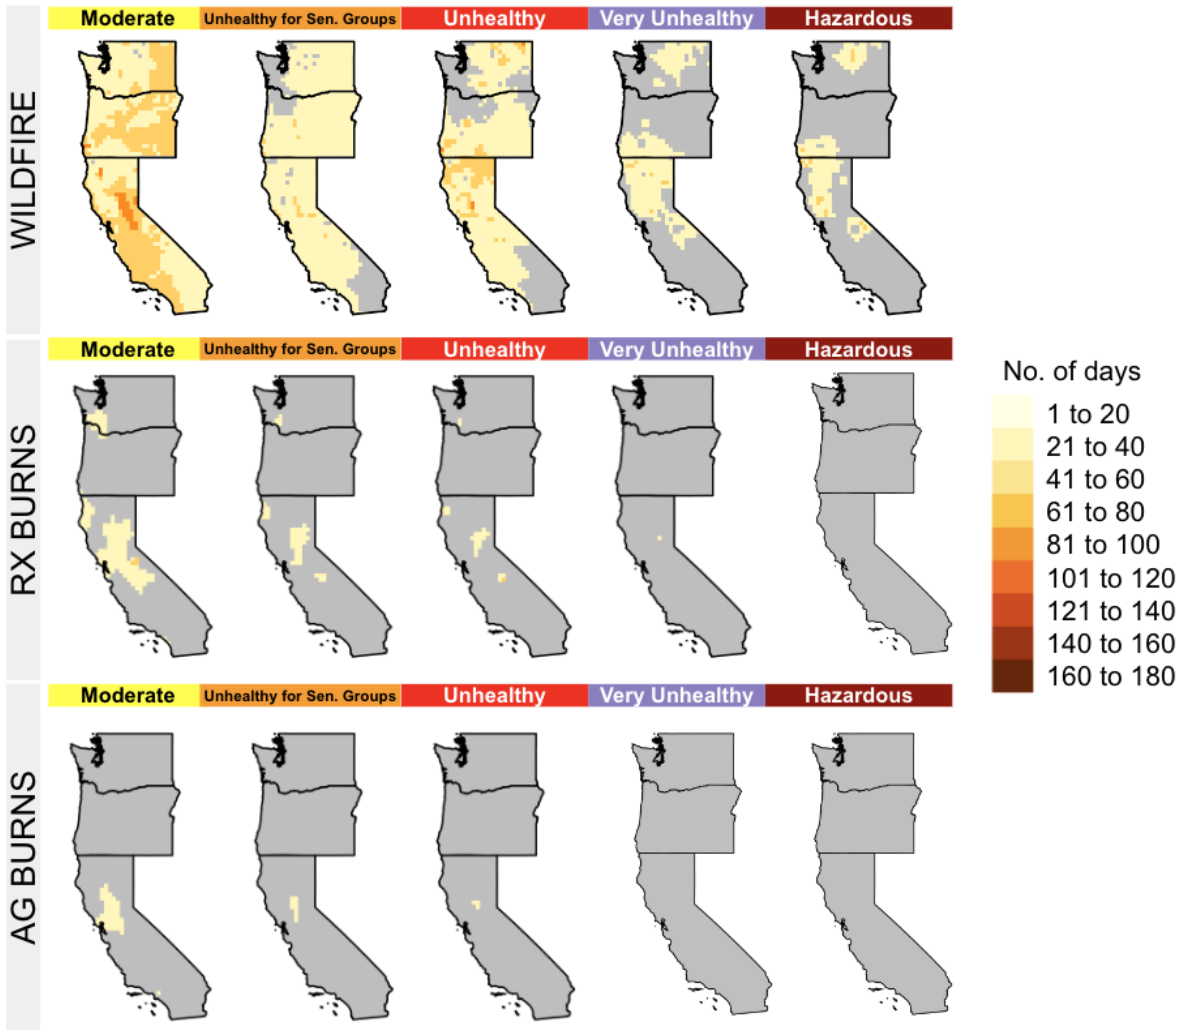 Moderate Unhealthy for Sen. Groups Unhealthy Very Unhealthy Hazardous
WILDFIRE
Moderate Unhealthy for Sen. Groups Unhealthy Very Unhealthy Hazardous
RX BURNS
No. of days
1 to 20
21 to 40
41 to 60
61 to 80
81 to 100
101 to 120
121 to 140
140 to 160
160 to 180
Moderate Unhealthy for Sen. Groups Unhealthy Very Unhealthy Hazardous
AG BURNS